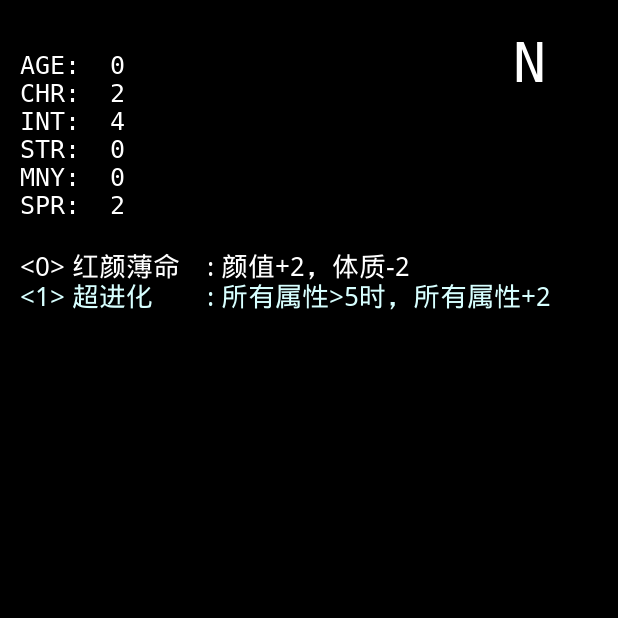 N
AGE: 0
CHR: 2
INT: 4
STR: 0
MNY: 0
SPR: 2
<0> 红颜薄命 : 颜值+2，体质-2
<1> 超进化 : 所有属性>5时，所有属性+2